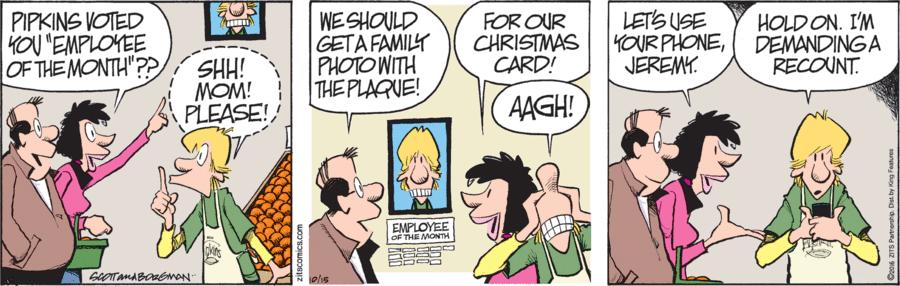 PIPKINS VOTED
YOU "EMPLOYEE
OF THE MONTH"??
SHH!
MOM!
PLEASE!
SCOTT AND BORGMAN
WE SHOULD
GET A FAMILY
PHOTO WITH
THE PLAQUE!
FOR OUR
CHRISTMAS
CARD!
AAGH!
EMPLOYEE
OF THE MONTH
zitscomics.com
10/15
LET'S USE
YOUR PHONE,
JEREMY.
HOLD ON. I'M
DEMANDING A
RECOUNT.
©2016 ZITS Partnership. Dist. by King Features